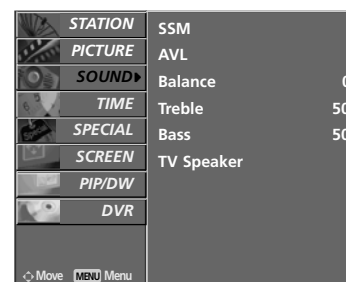 STATION
PICTURE
SOUND
TIME
SPECIAL
SCREEN
PIP/DW
DVR
Move MENU Menu
SSM
AVL
Balance 0
Treble 50
Bass 50
TV Speaker